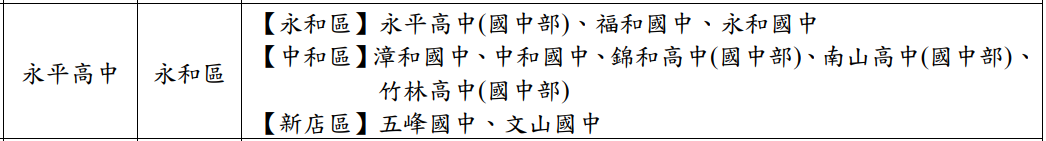 永平高中
永和區
【永和區】永平高中(國中部)、福和國中、永和國中
【中和區】漳和國中、中和國中、錦和高中(國中部)、南山高中(國中部)、
竹林高中(國中部)
【新店區】五峰國中、文山國中